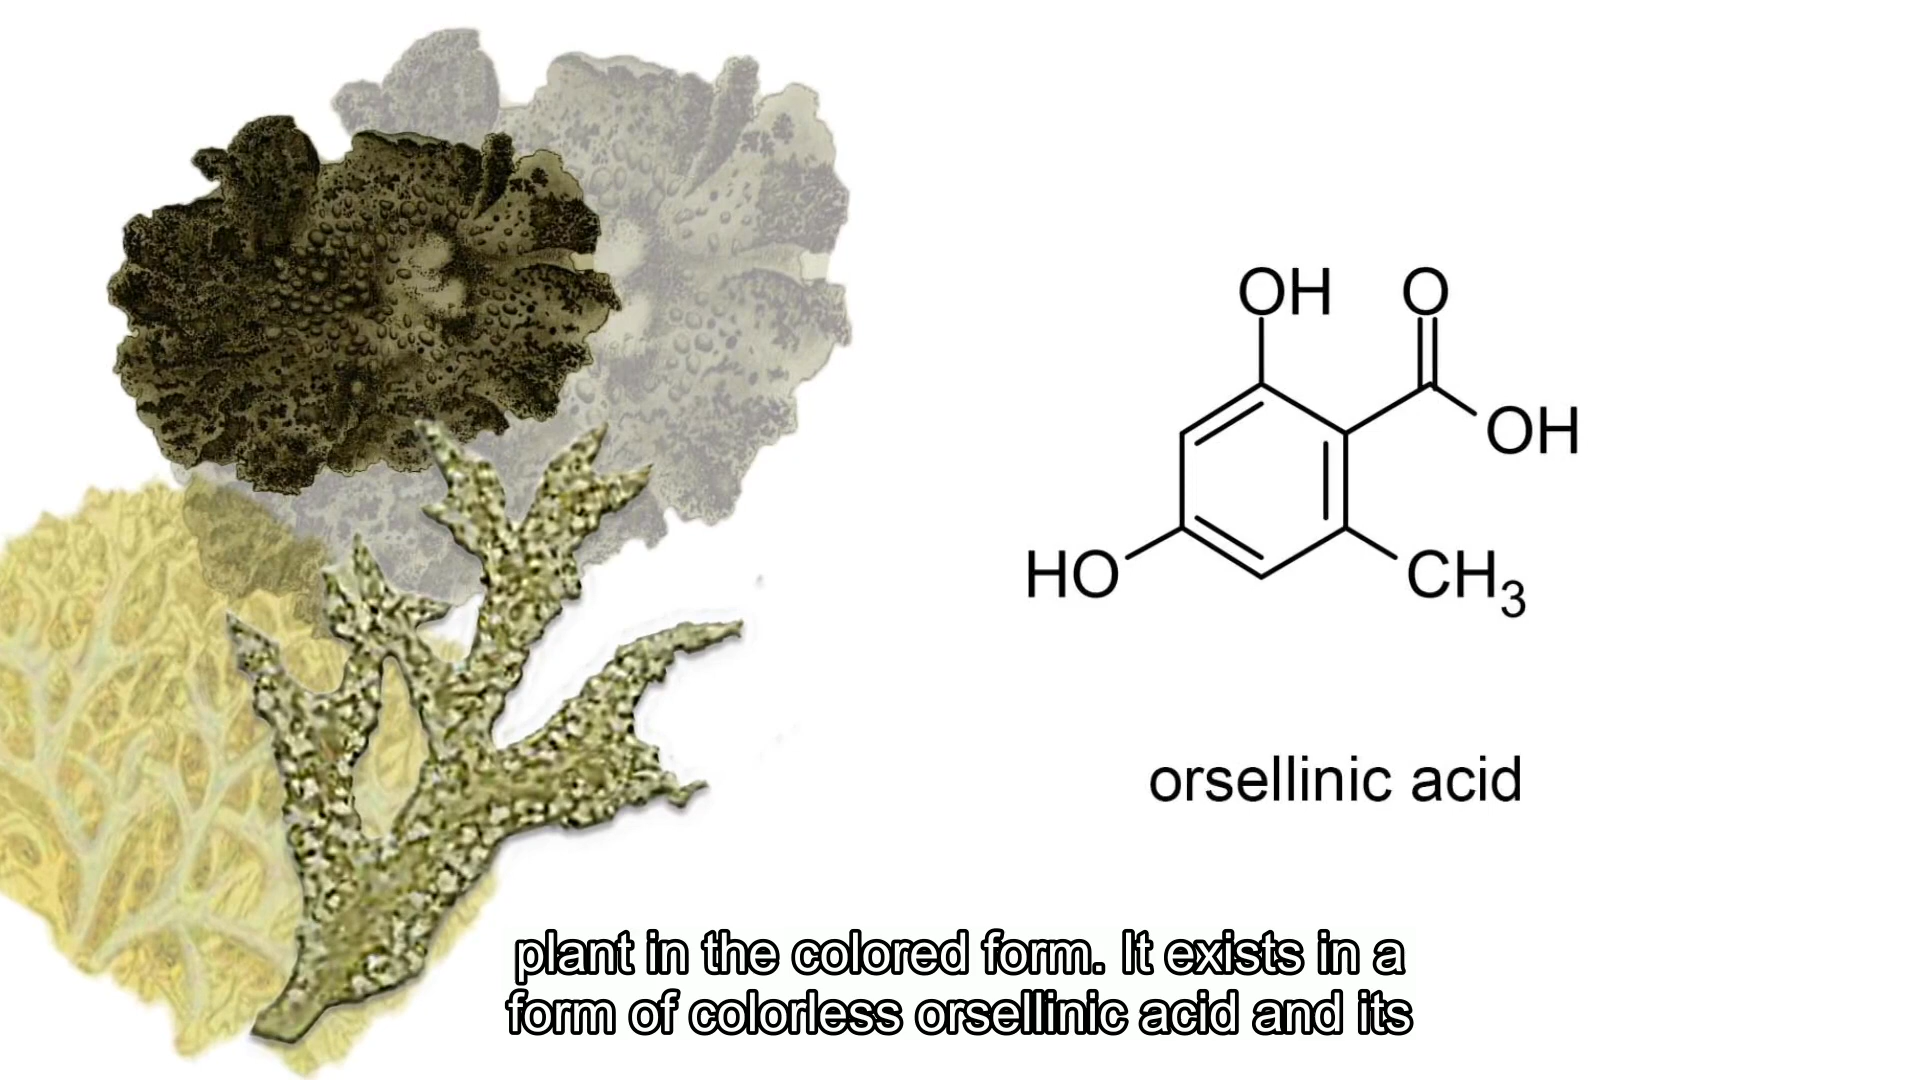 OH O
OH
HO CH₃
orsellinic acid
plant in the colored form. It exists in a
form of colorless orsellinic acid and its